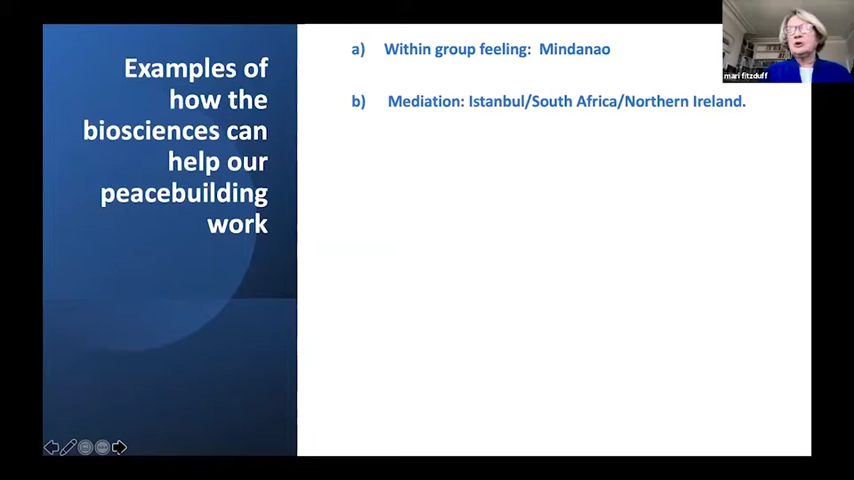 Examples of
how the
biosciences can
help our
peacebuilding
work
a) Within group feeling: Mindanao
b) Mediation: Istanbul/South Africa/Northern Ireland.
mari fitzduff